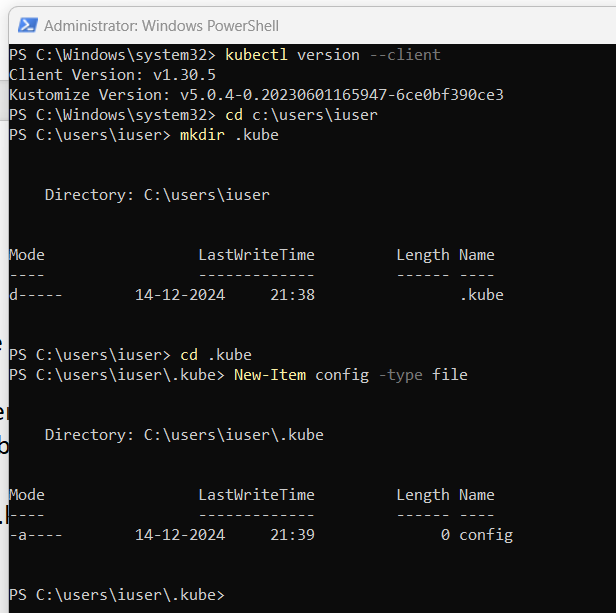 Administrator: Windows PowerShell
PS C:\Windows\system32> kubectl version --client
Client Version: v1.30.5
Kustomize Version: v5.0.4-0.20230601165947-6ce0bf390ce3
PS C:\Windows\system32> cd c:\users\iuser
PS C:\users\iuser> mkdir .kube
Directory: C:\users\iuser
Mode LastWriteTime Length Name
---- ------------- ------ ----
d----- 14-12-2024 21:38 .kube
PS C:\users\iuser> cd .kube
PS C:\users\iuser\.kube> New-Item config -type file
Directory: C:\users\iuser\.kube
Mode LastWriteTime Length Name
---- ------------- ------ ----
-a---- 14-12-2024 21:39 0 config
PS C:\users\iuser\.kube>